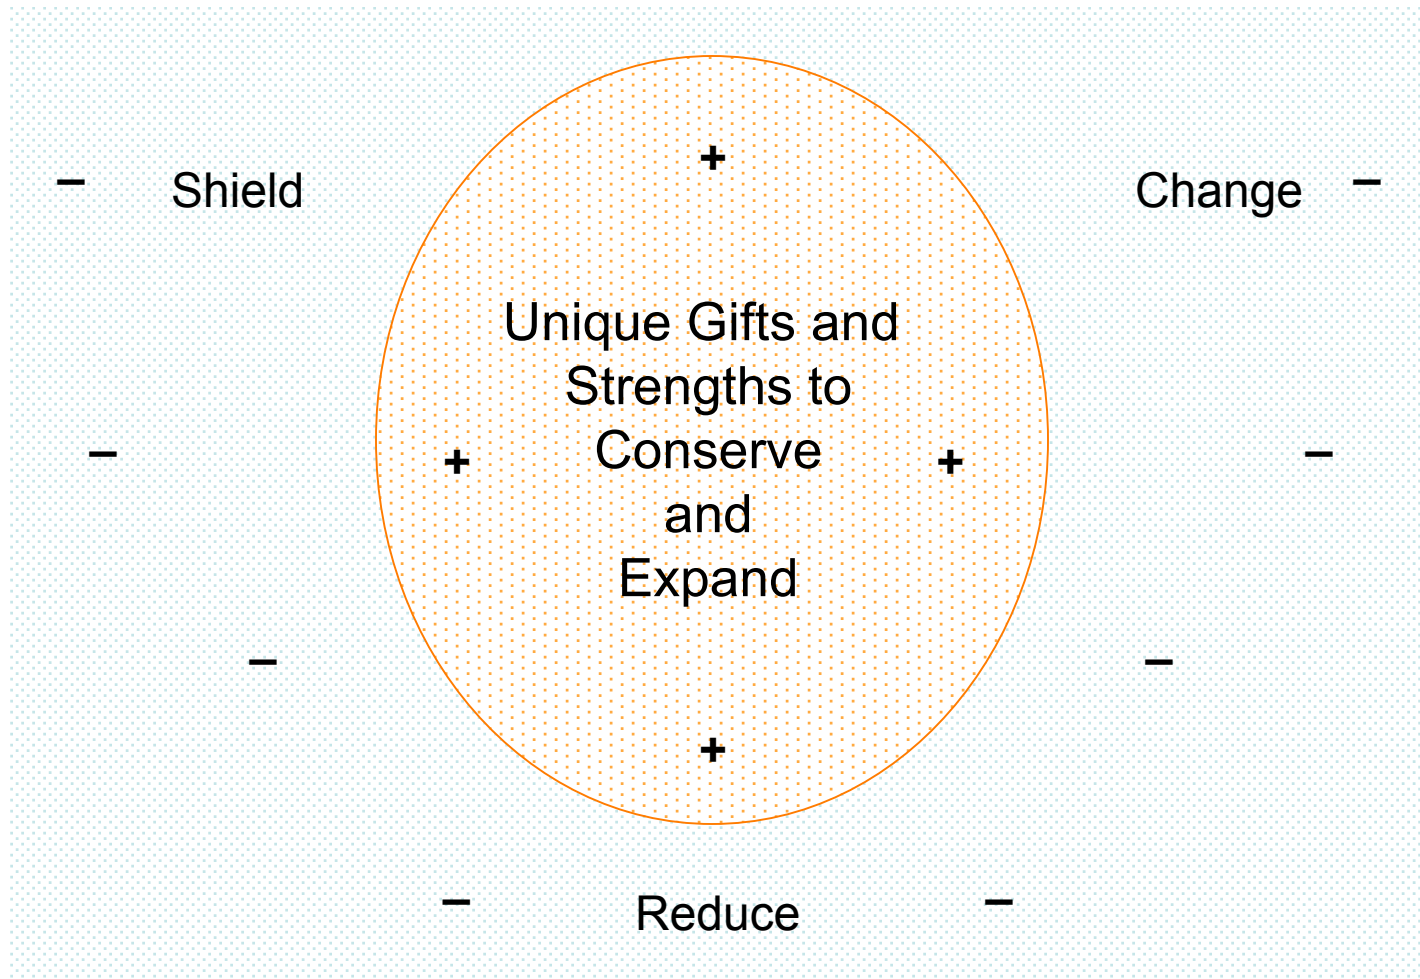 +
– Shield Change –
Unique Gifts and
Strengths to
Conserve
– + + –
and
Expand
– –
+
– Reduce –